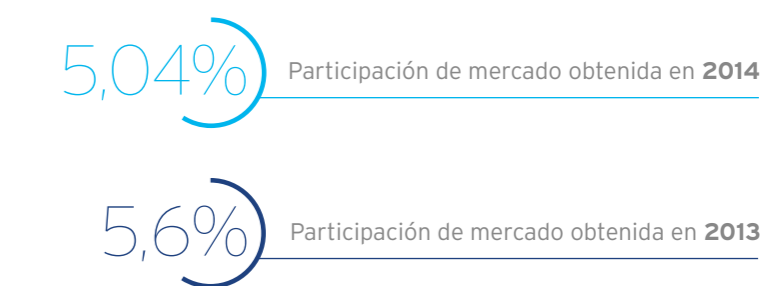 5,04% Participación de mercado obtenida en 2014
5,6% Participación de mercado obtenida en 2013